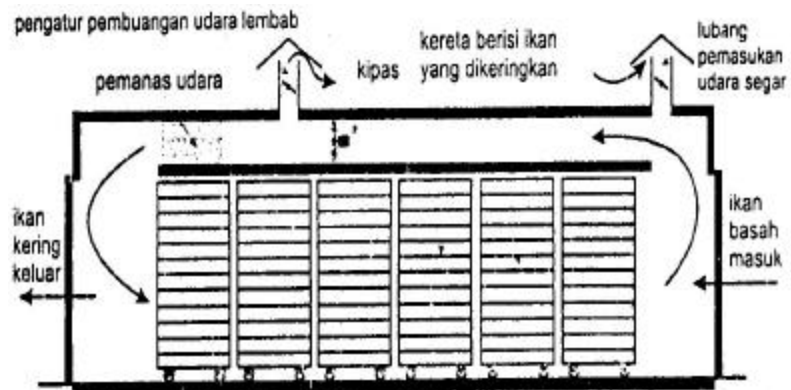 pengatur pembuangan udara lembab
pemanas udara
kipas
kereta berisi ikan
yang dikeringkan
lubang
pemasukan
udara segar
ikan
kering
keluar
ikan
basah
masuk